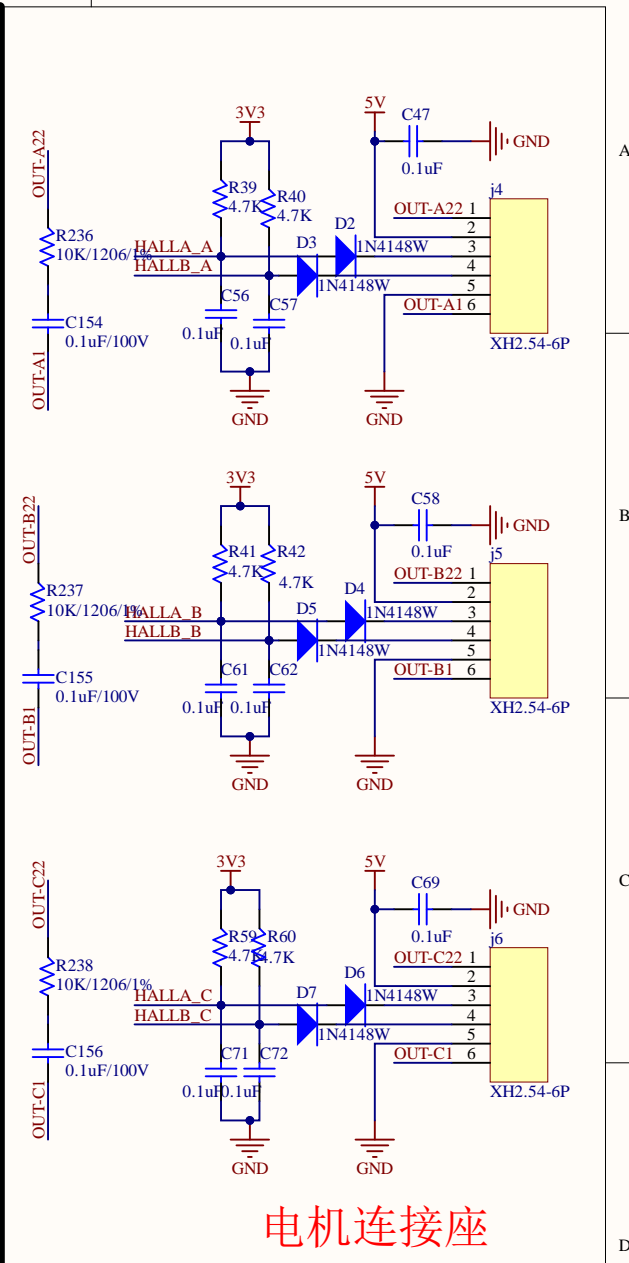 A
3V3
5V
C47
GND
0.1uF
OUT-A22
R39
4.7K
R40
4.7K
j4
OUT-A22 1
2
3
4
5
OUT-A1 6
R236
10K/1206/1%
HALLA_A
HALLB_A
D3
D2
1N4148W
1N4148W
C56
C57
0.1uF
0.1uF
C154
0.1uF/100V
OUT-A1
XH2.54-6P
GND
GND
B
3V3
5V
C58
GND
0.1uF
OUT-B22
R41
4.7K
R42
4.7K
j5
OUT-B22 1
2
3
4
5
OUT-B1 6
R237
10K/1206/1%
HALLA_B
HALLB_B
D5
D4
1N4148W
1N4148W
C61
C62
0.1uF
0.1uF
C155
0.1uF/100V
OUT-B1
XH2.54-6P
GND
GND
C
3V3
5V
C69
GND
0.1uF
OUT-C22
R59
4.7K
R60
4.7K
j6
OUT-C22 1
2
3
4
5
OUT-C1 6
R238
10K/1206/1%
HALLA_C
HALLB_C
D7
D6
1N4148W
1N4148W
C71
C72
0.1uF
0.1uF
C156
0.1uF/100V
OUT-C1
XH2.54-6P
GND
GND
电机连接座
D